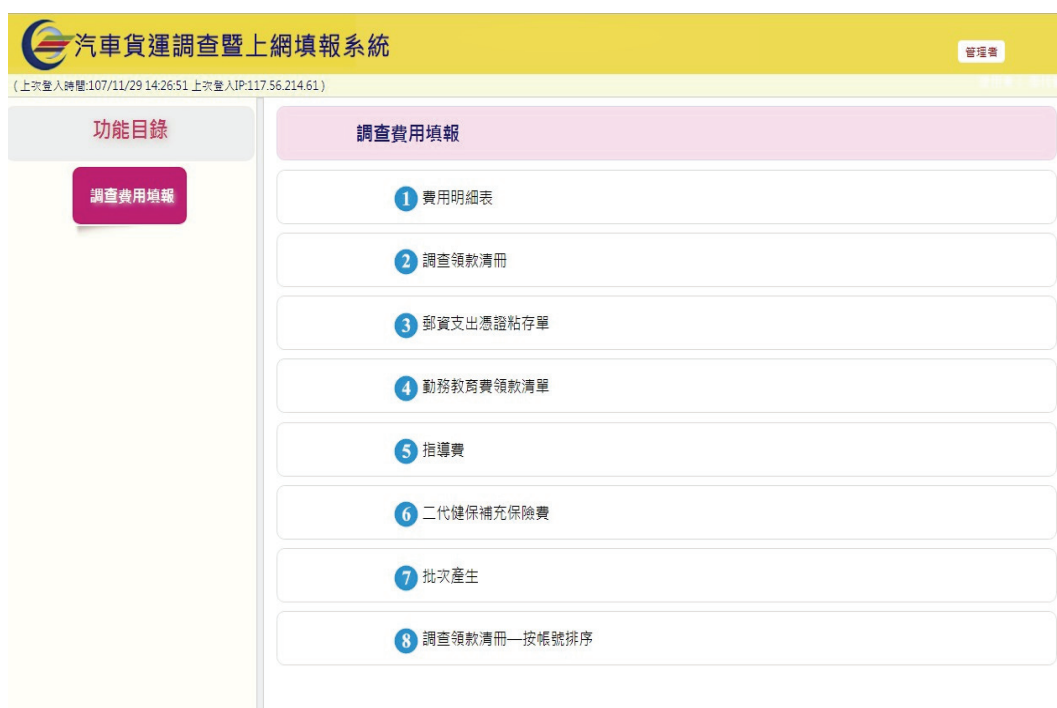 汽車貨運調查暨上網填報系統
管理者
(上次登入時間:107/11/29 14:26:51 上次登入IP:117.56.214.61)
功能目錄
調查費用填報
調查費用填報
1 費用明細表
2 調查領款清冊
3 郵資支出憑證粘存單
4 勤務教育費領款清單
5 指導費
6 二代健保補充保險費
7 批次產生
8 調查領款清冊—按帳號排序